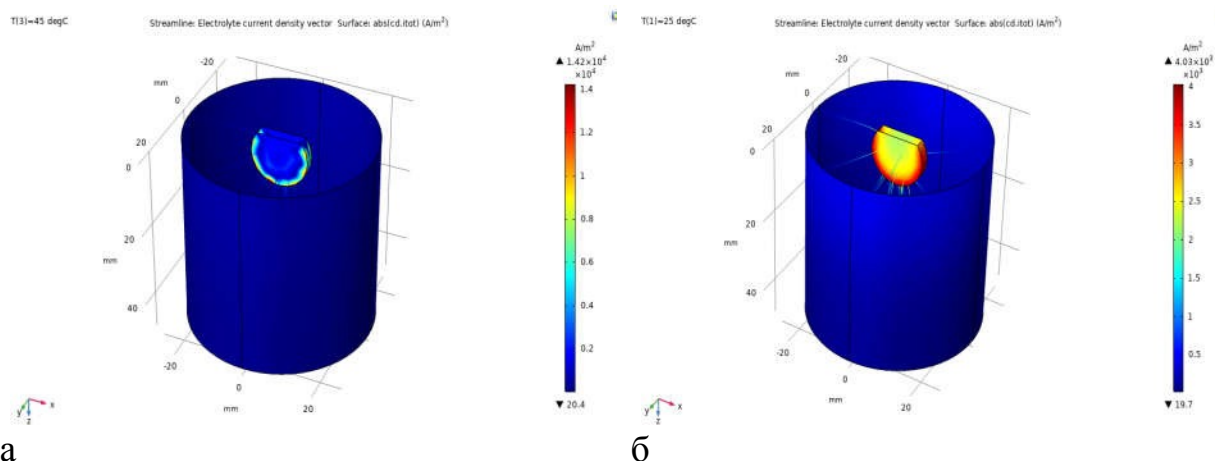 T(3)=45 degC
Streamline: Electrolyte current density vector Surface: abs(cd.itot) (A/m²)
A/m²
▲ 1.42×10⁴
×10⁴
1.4
1.2
1
0.8
0.6
0.4
0.2
▼ 20.4
-20
mm
0
20
0
20
mm
40
-20
0
mm
20
y
z
x
а
T(1)=25 degC
Streamline: Electrolyte current density vector Surface: abs(cd.itot) (A/m²)
A/m²
▲ 4.03×10³
×10³
4
3.5
3
2.5
2
1.5
1
0.5
▼ 19.7
-20
mm
0
20
0
20
mm
40
-20
0
mm
20
y
z
x
б